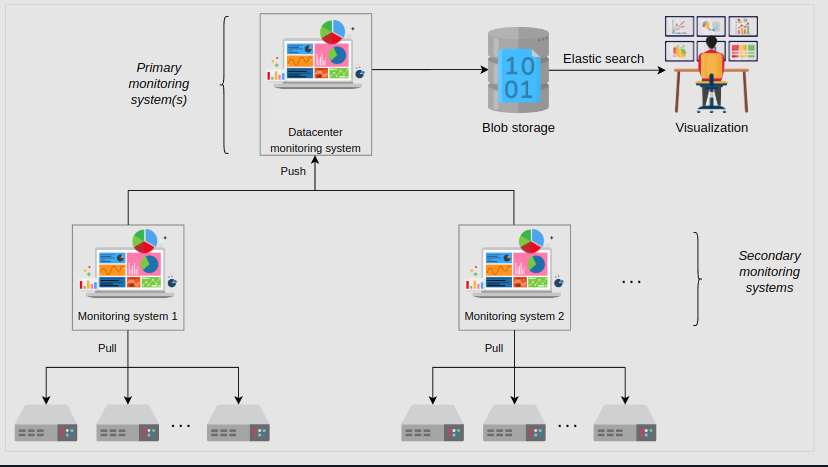 Primary
monitoring
system(s)
Datacenter
monitoring system
10
01
Blob storage
Elastic search
Visualization
Push
Monitoring system 1
Monitoring system 2
...
Secondary
monitoring
systems
Pull
Pull
...
...